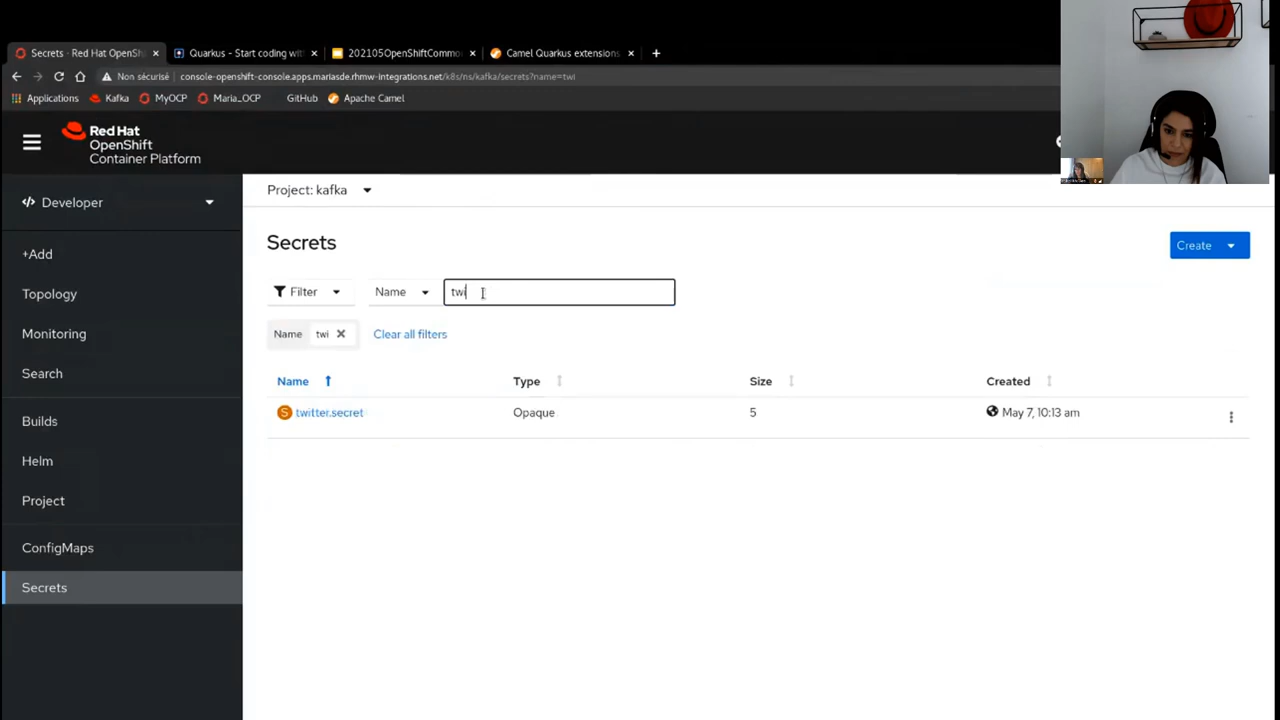 Secrets · Red Hat OpenShi
Quarkus - Start coding wit
202105OpenShiftCommo
Camel Quarkus extensions
Non sécurisé
console-openshift-console.apps.mariasde.rhmw-integrations.net/k8s/ns/kafka/secrets?name=twi
Applications
Kafka
MyOCP
Maria_OCP
GitHub
Apache Camel
Red Hat
OpenShift
Container Platform
Project: kafka
Developer
+Add
Topology
Monitoring
Search
Builds
Helm
Project
ConfigMaps
Secrets
Secrets
Create
Filter
Name
twi
Name twi
Clear all filters
Name Type Size Created
S twitter.secret Opaque 5 May 7, 10:13 am